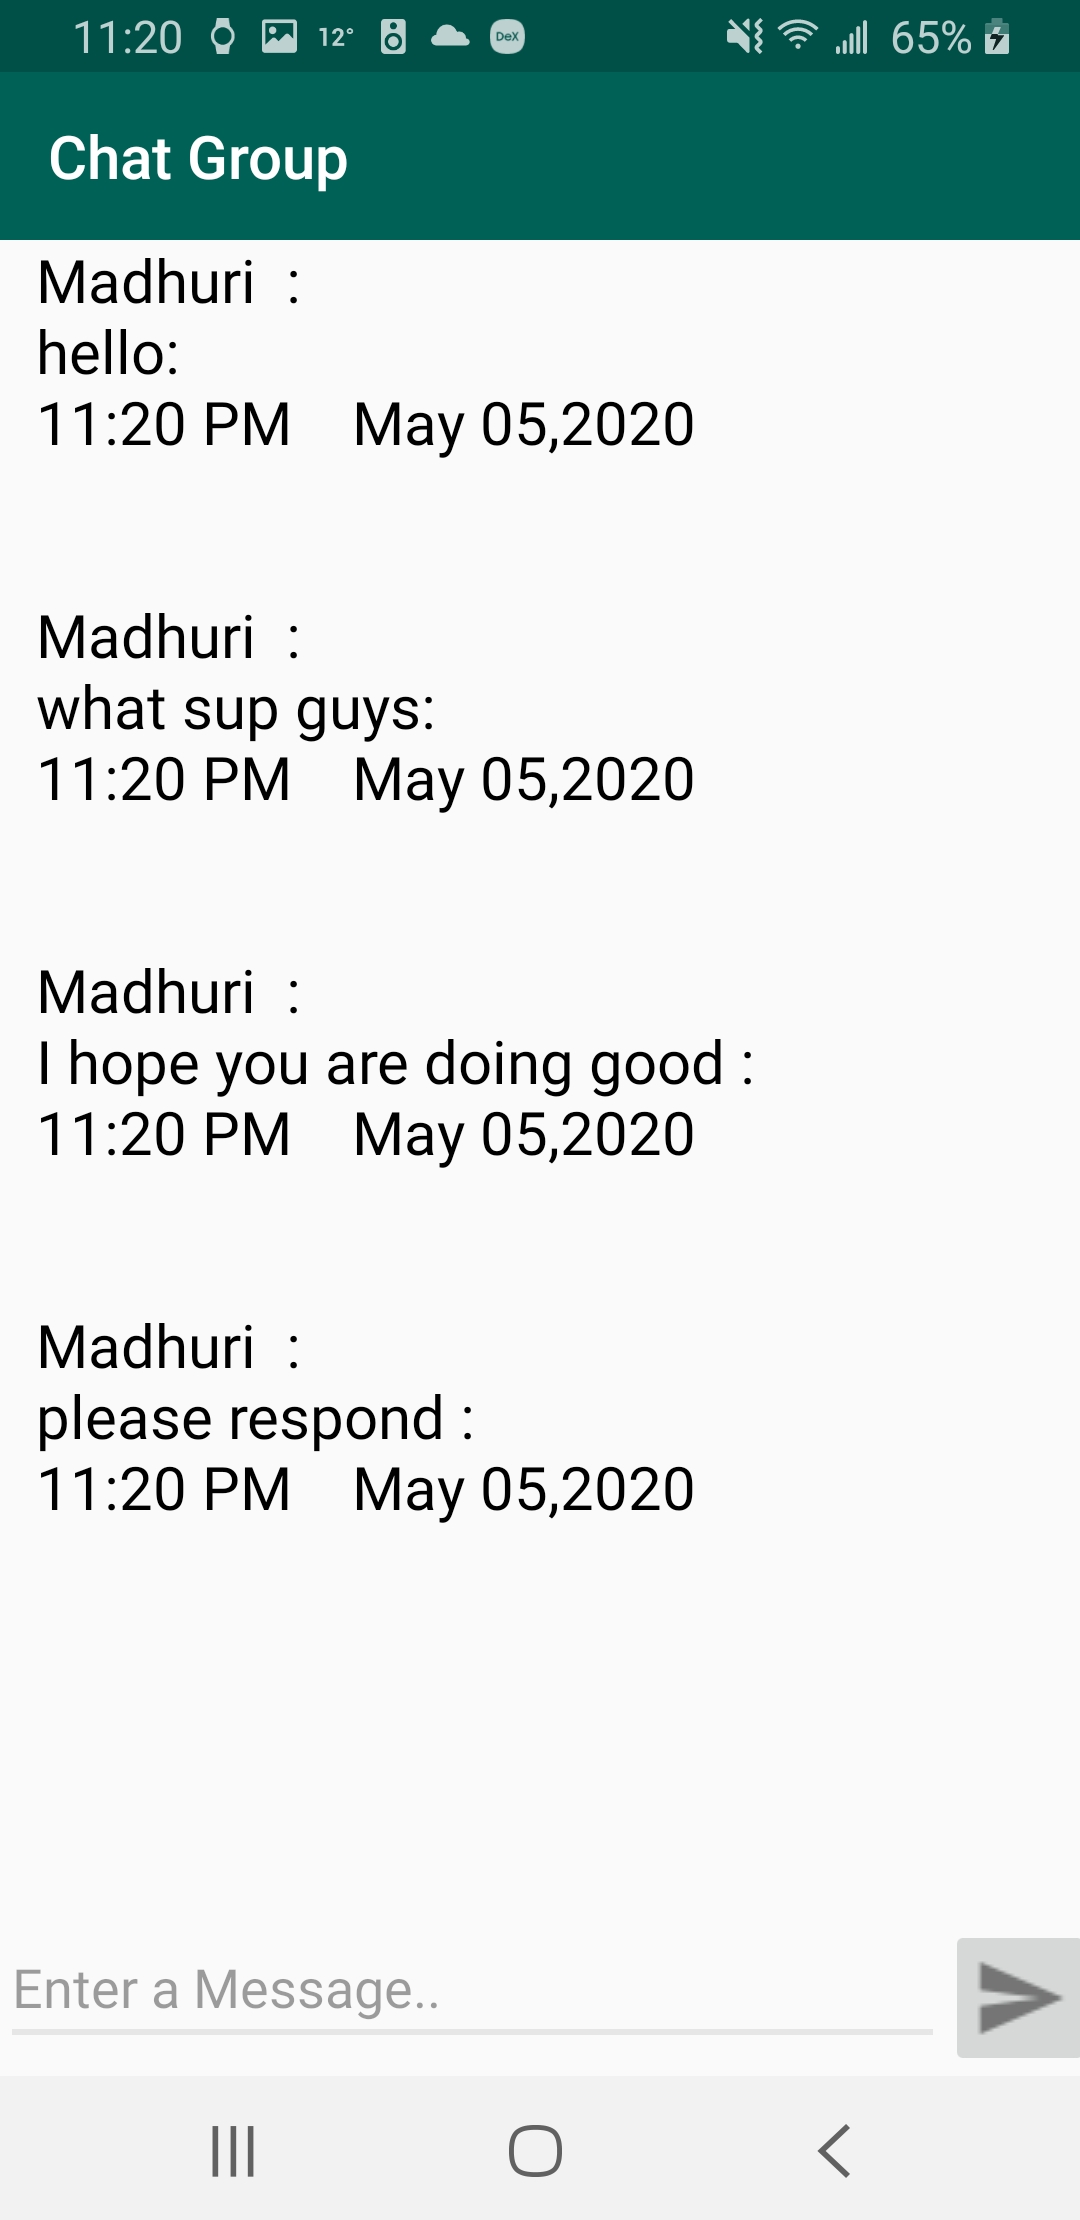 11:20 12° DeX 65%
Chat Group
Madhuri  :
hello:
11:20 PM    May 05,2020
Madhuri  :
what sup guys:
11:20 PM    May 05,2020
Madhuri  :
I hope you are doing good :
11:20 PM    May 05,2020
Madhuri  :
please respond :
11:20 PM    May 05,2020
Enter a Message..